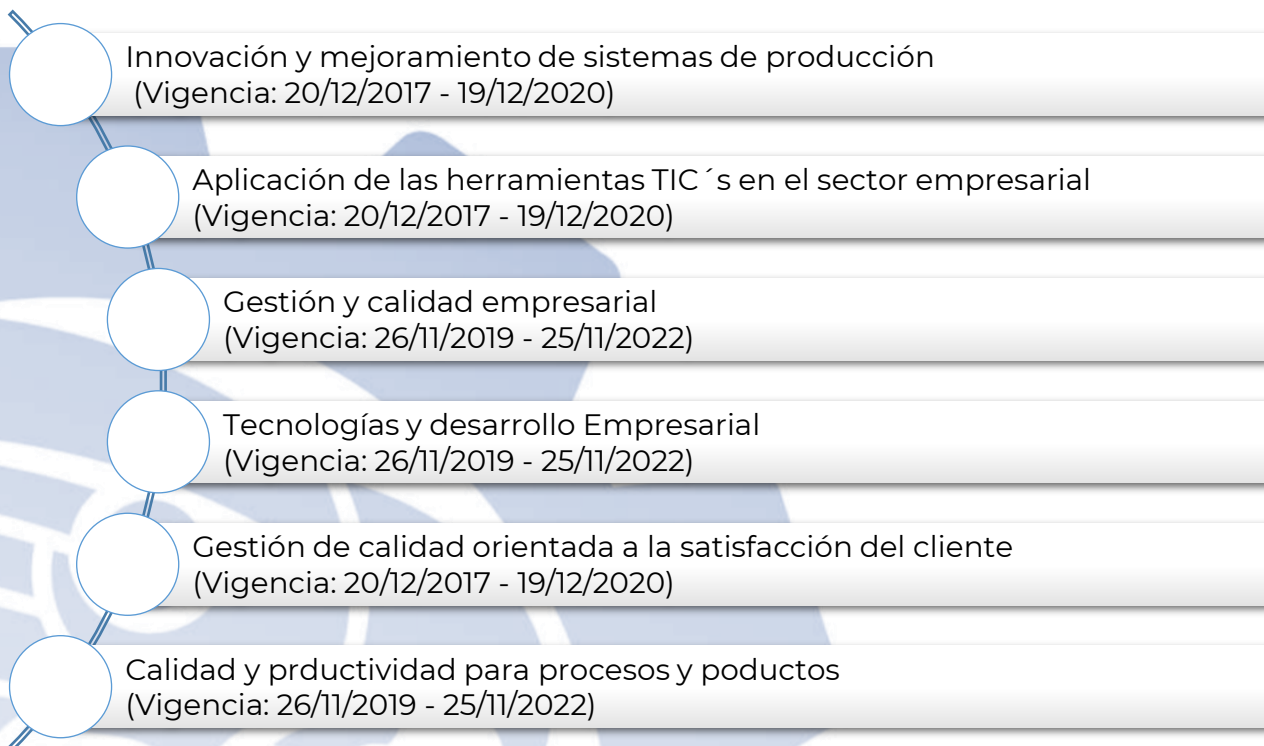 Innovación y mejoramiento de sistemas de producción
(Vigencia: 20/12/2017 - 19/12/2020)
Aplicación de las herramientas TIC´s en el sector empresarial
(Vigencia: 20/12/2017 - 19/12/2020)
Gestión y calidad empresarial
(Vigencia: 26/11/2019 - 25/11/2022)
Tecnologías y desarrollo Empresarial
(Vigencia: 26/11/2019 - 25/11/2022)
Gestión de calidad orientada a la satisfacción del cliente
(Vigencia: 20/12/2017 - 19/12/2020)
Calidad y prductividad para procesos y poductos
(Vigencia: 26/11/2019 - 25/11/2022)